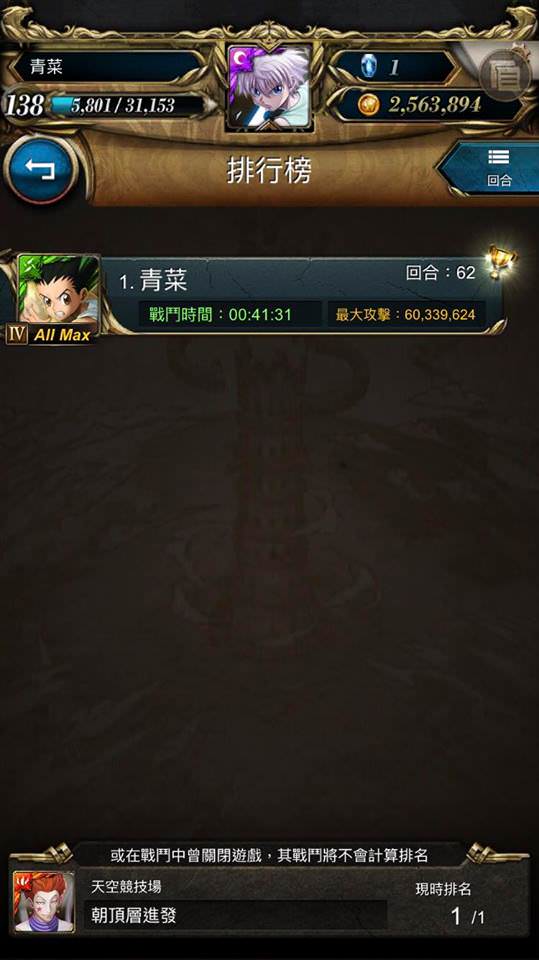 青菜
1
138
5,801/31,153
2,563,894
排行榜
回合
1. 青菜
回合:62
戰鬥時間:00:41:31
最大攻擊:60,339,624
IV All Max
或在戰鬥中曾關閉遊戲,其戰鬥將不會計算排名
天空競技場
現時排名
朝頂層進發
1 /1